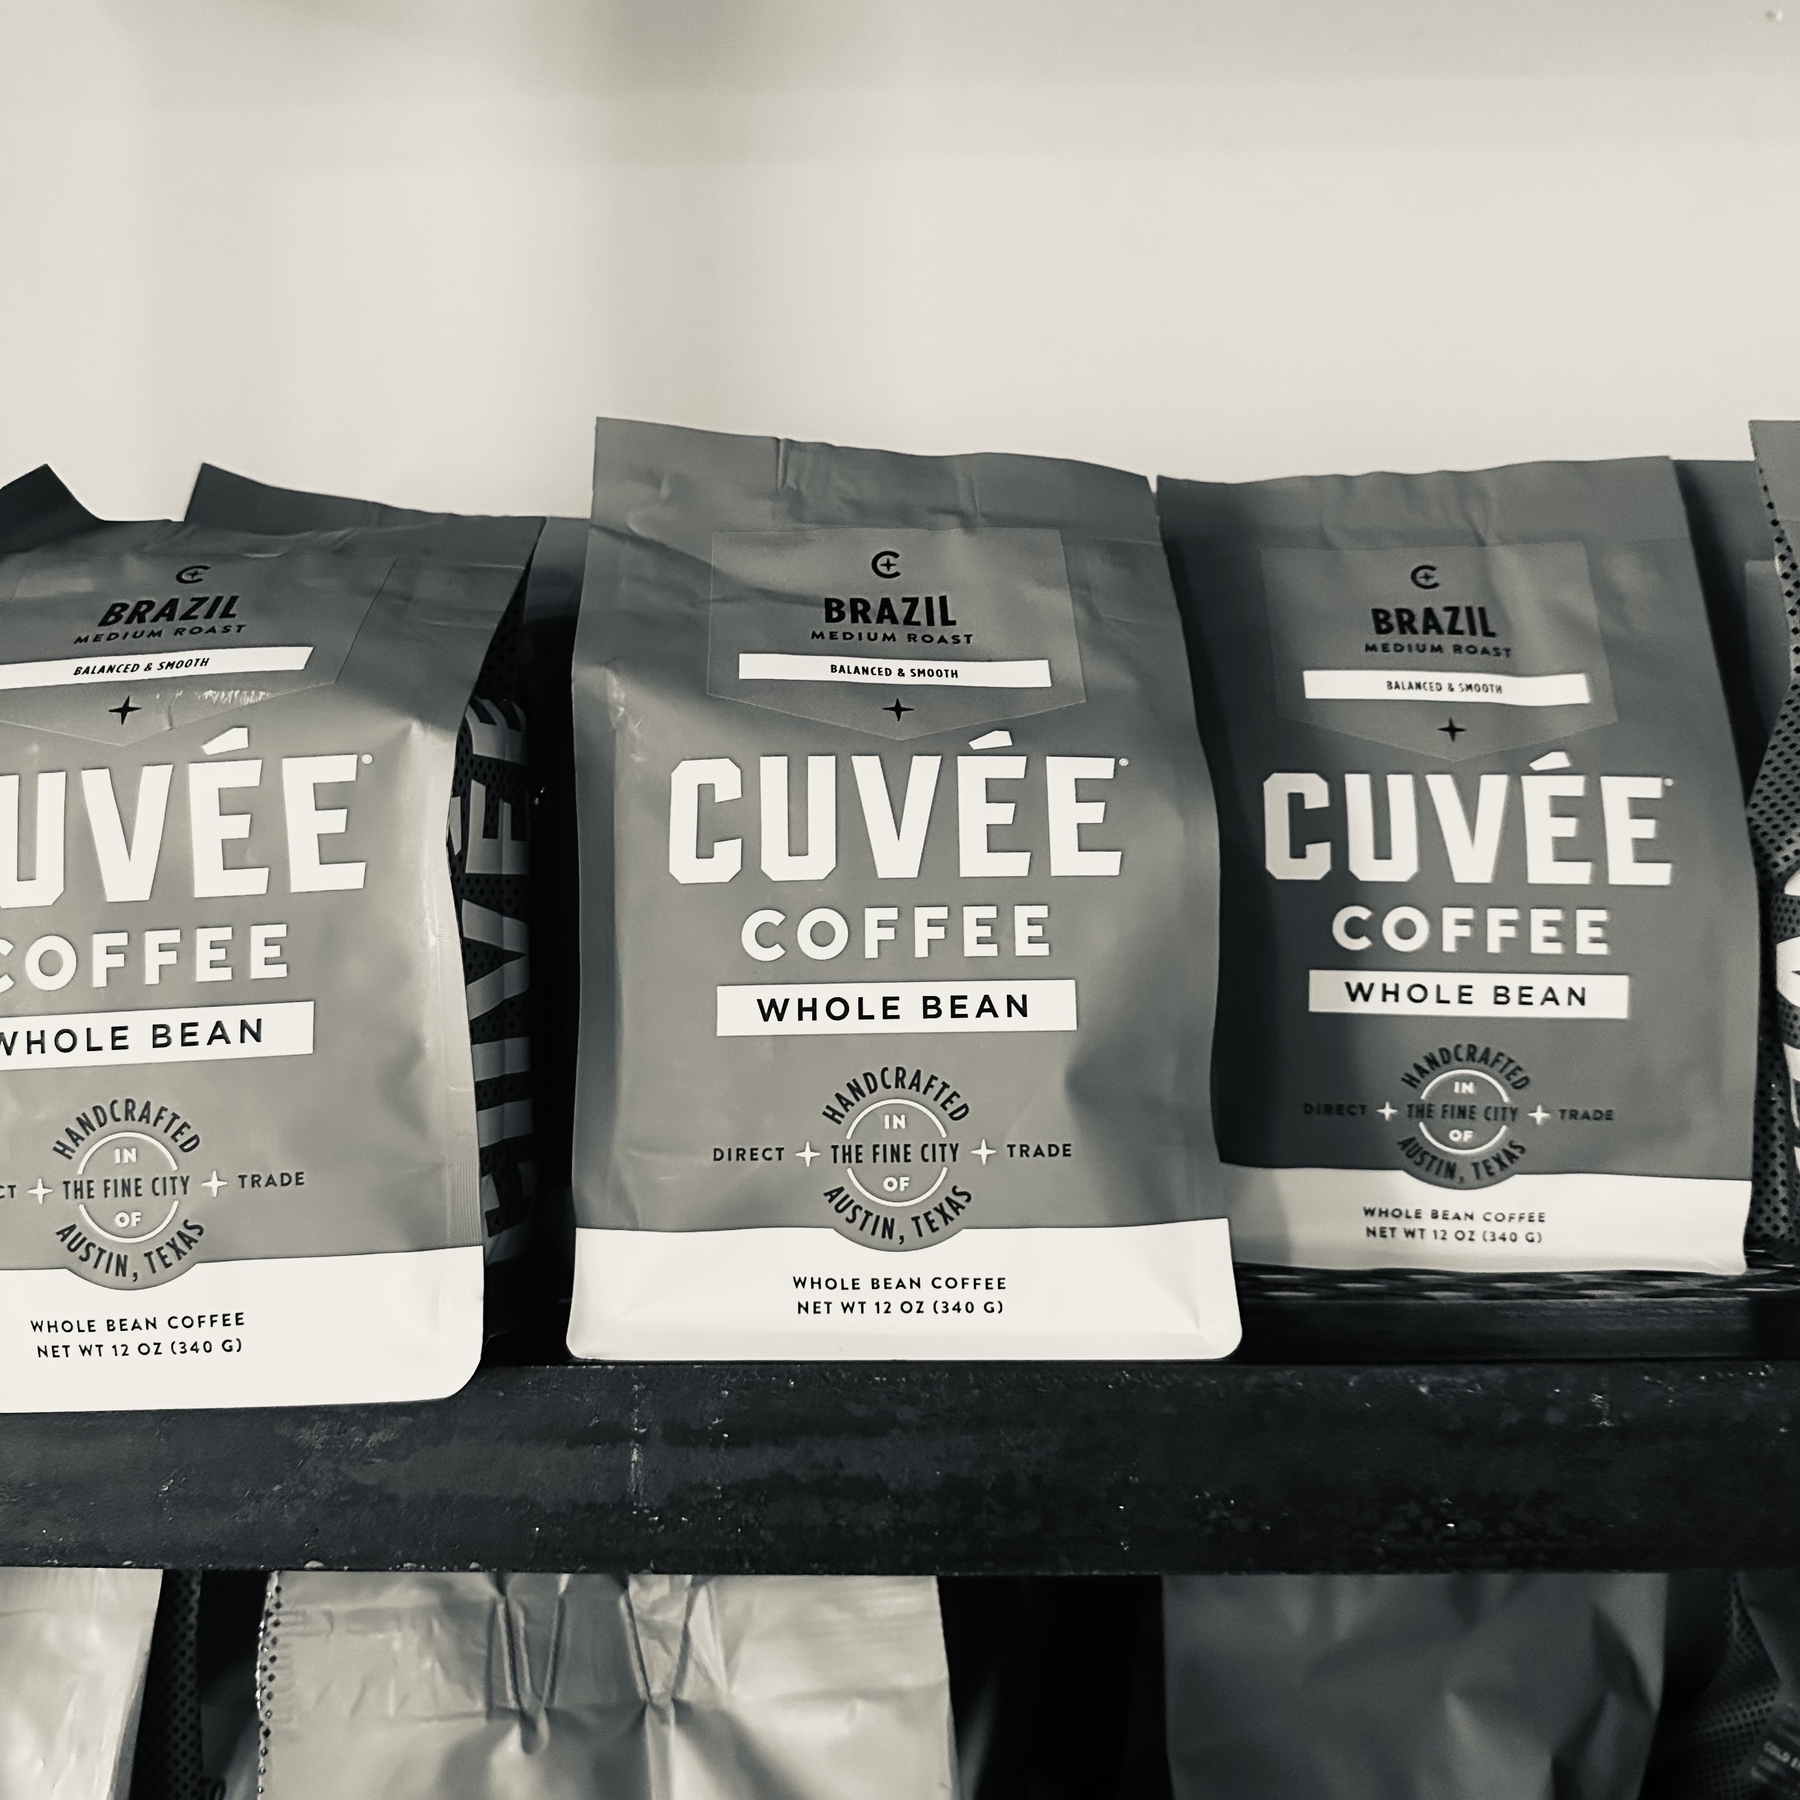 BRAZIL
MEDIUM ROAST
BALANCED & SMOOTH
UVÉE®
COFFEE
WHOLE BEAN
HANDCRAFTED
IN
THE FINE CITY
TRADE
OF
AUSTIN, TEXAS
WHOLE BEAN COFFEE
NET WT 12 OZ (340 G)
CUVÉE
BRAZIL
MEDIUM ROAST
BALANCED & SMOOTH
CUVÉE®
COFFEE
WHOLE BEAN
HANDCRAFTED
IN
DIRECT THE FINE CITY TRADE
OF
AUSTIN, TEXAS
WHOLE BEAN COFFEE
NET WT 12 OZ (340 G)
BRAZIL
MEDIUM ROAST
BALANCED & SMOOTH
CUVÉE®
COFFEE
WHOLE BEAN
HANDCRAFTED
IN
DIRECT THE FINE CITY TRADE
OF
AUSTIN, TEXAS
WHOLE BEAN COFFEE
NET WT 12 OZ (340 G)